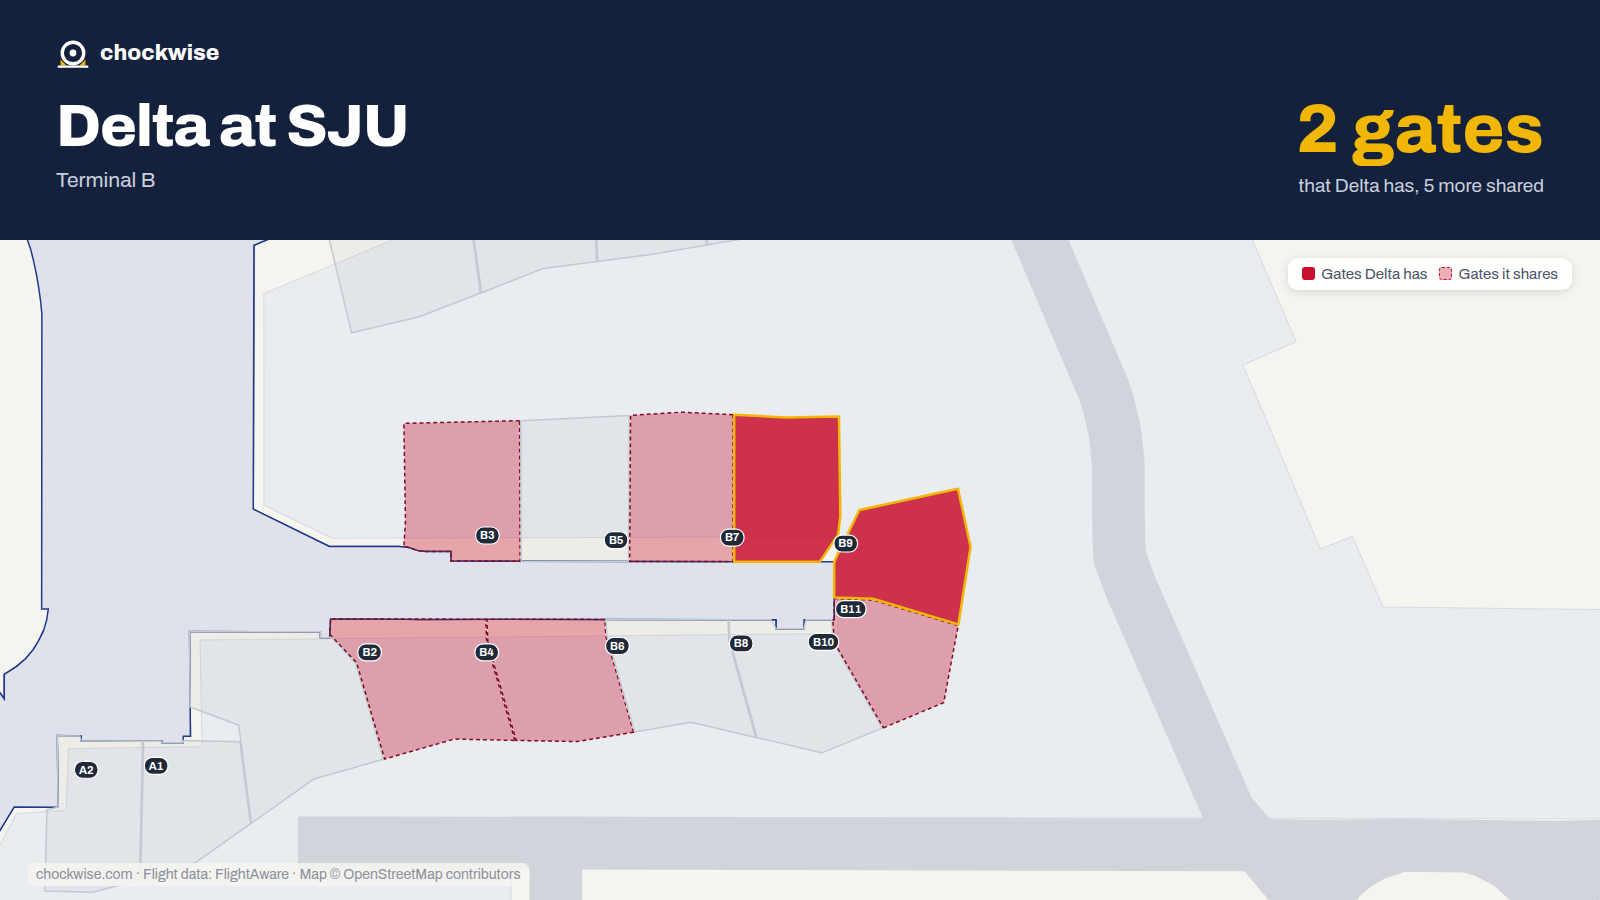 chockwise
Delta at SJU
Terminal B
2 gates
that Delta has, 5 more shared
Gates Delta has
Gates it shares
B3
B5
B7
B9
B11
B2
B4
B6
B8
B10
A2
A1
chockwise.com · Flight data: FlightAware · Map © OpenStreetMap contributors